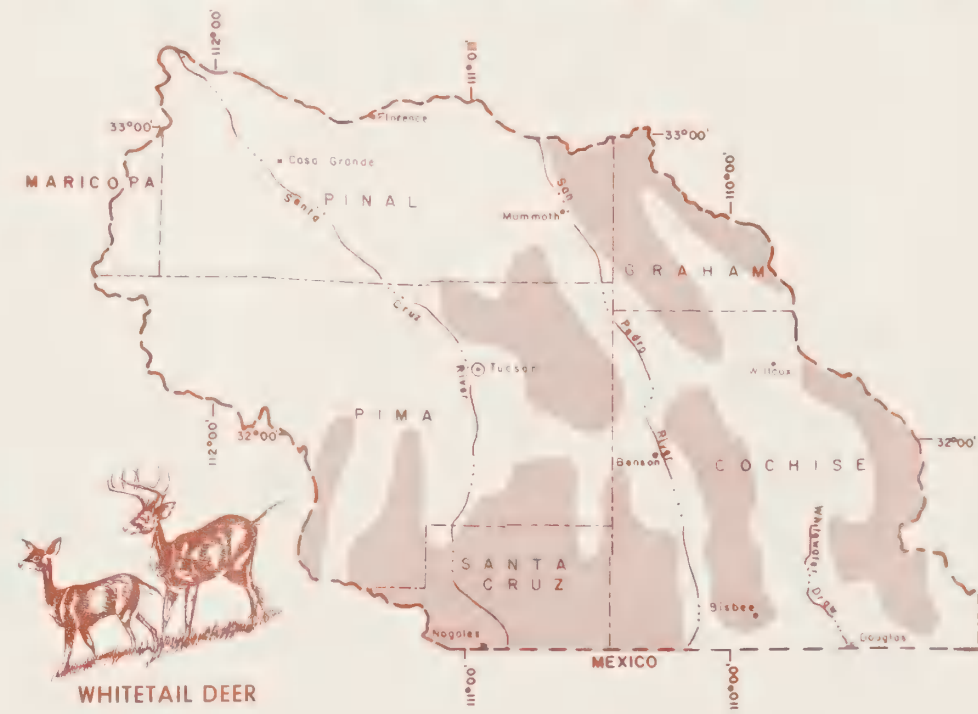 112°00'
111°00'
33°00'
Florence
33°00'
Casa Grande
110°00'
MARICOPA
PINAL
Santa
San
Mammoth
GRAHAM
Cruz
Pedro
River
Tucson
Willcox
PIMA
112°00'
32°00'
32°00'
Benson
River
COCHISE
Whitewater
Draw
SANTA
CRUZ
Bisbee
Nogales
Douglas
MEXICO
111°00'
110°00'
WHITETAIL DEER